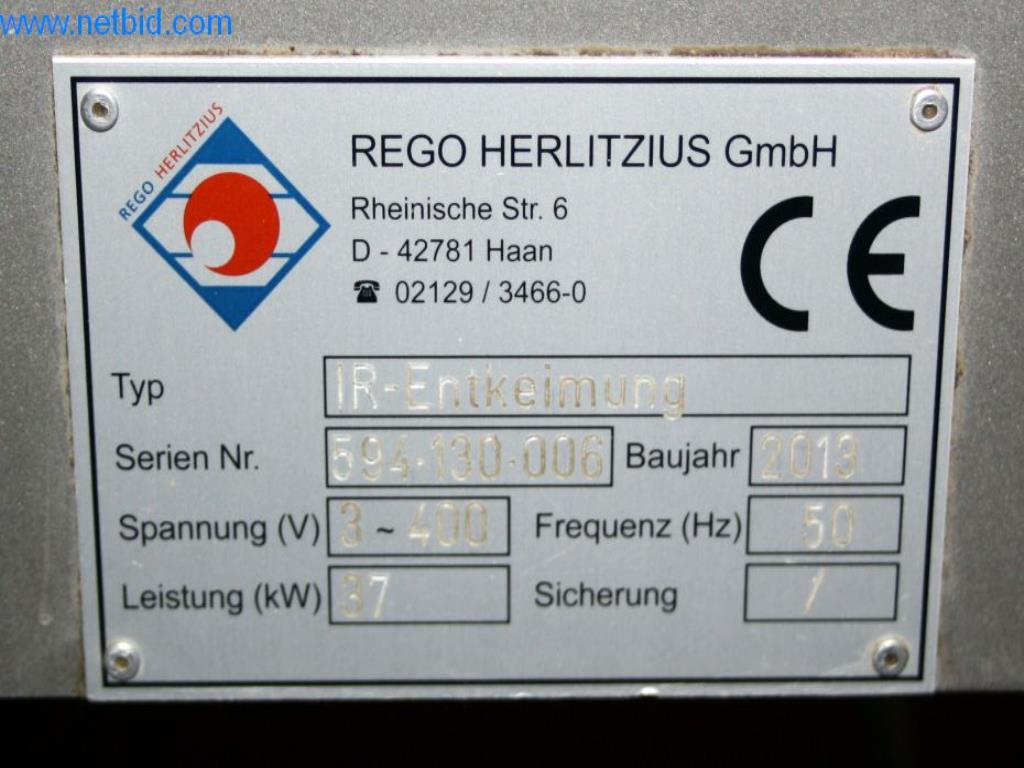 www.netbid.com
REGO HERLITZIUS
REGO HERLITZIUS GmbH
Rheinische Str. 6
D - 42781 Haan
☎ 02129 / 3466-0
CE
Typ IR-Entkeimung
Serien Nr. 594.130.006 Baujahr 2013
Spannung (V) 3 ~ 400 Frequenz (Hz) 50
Leistung (kW) 37 Sicherung /